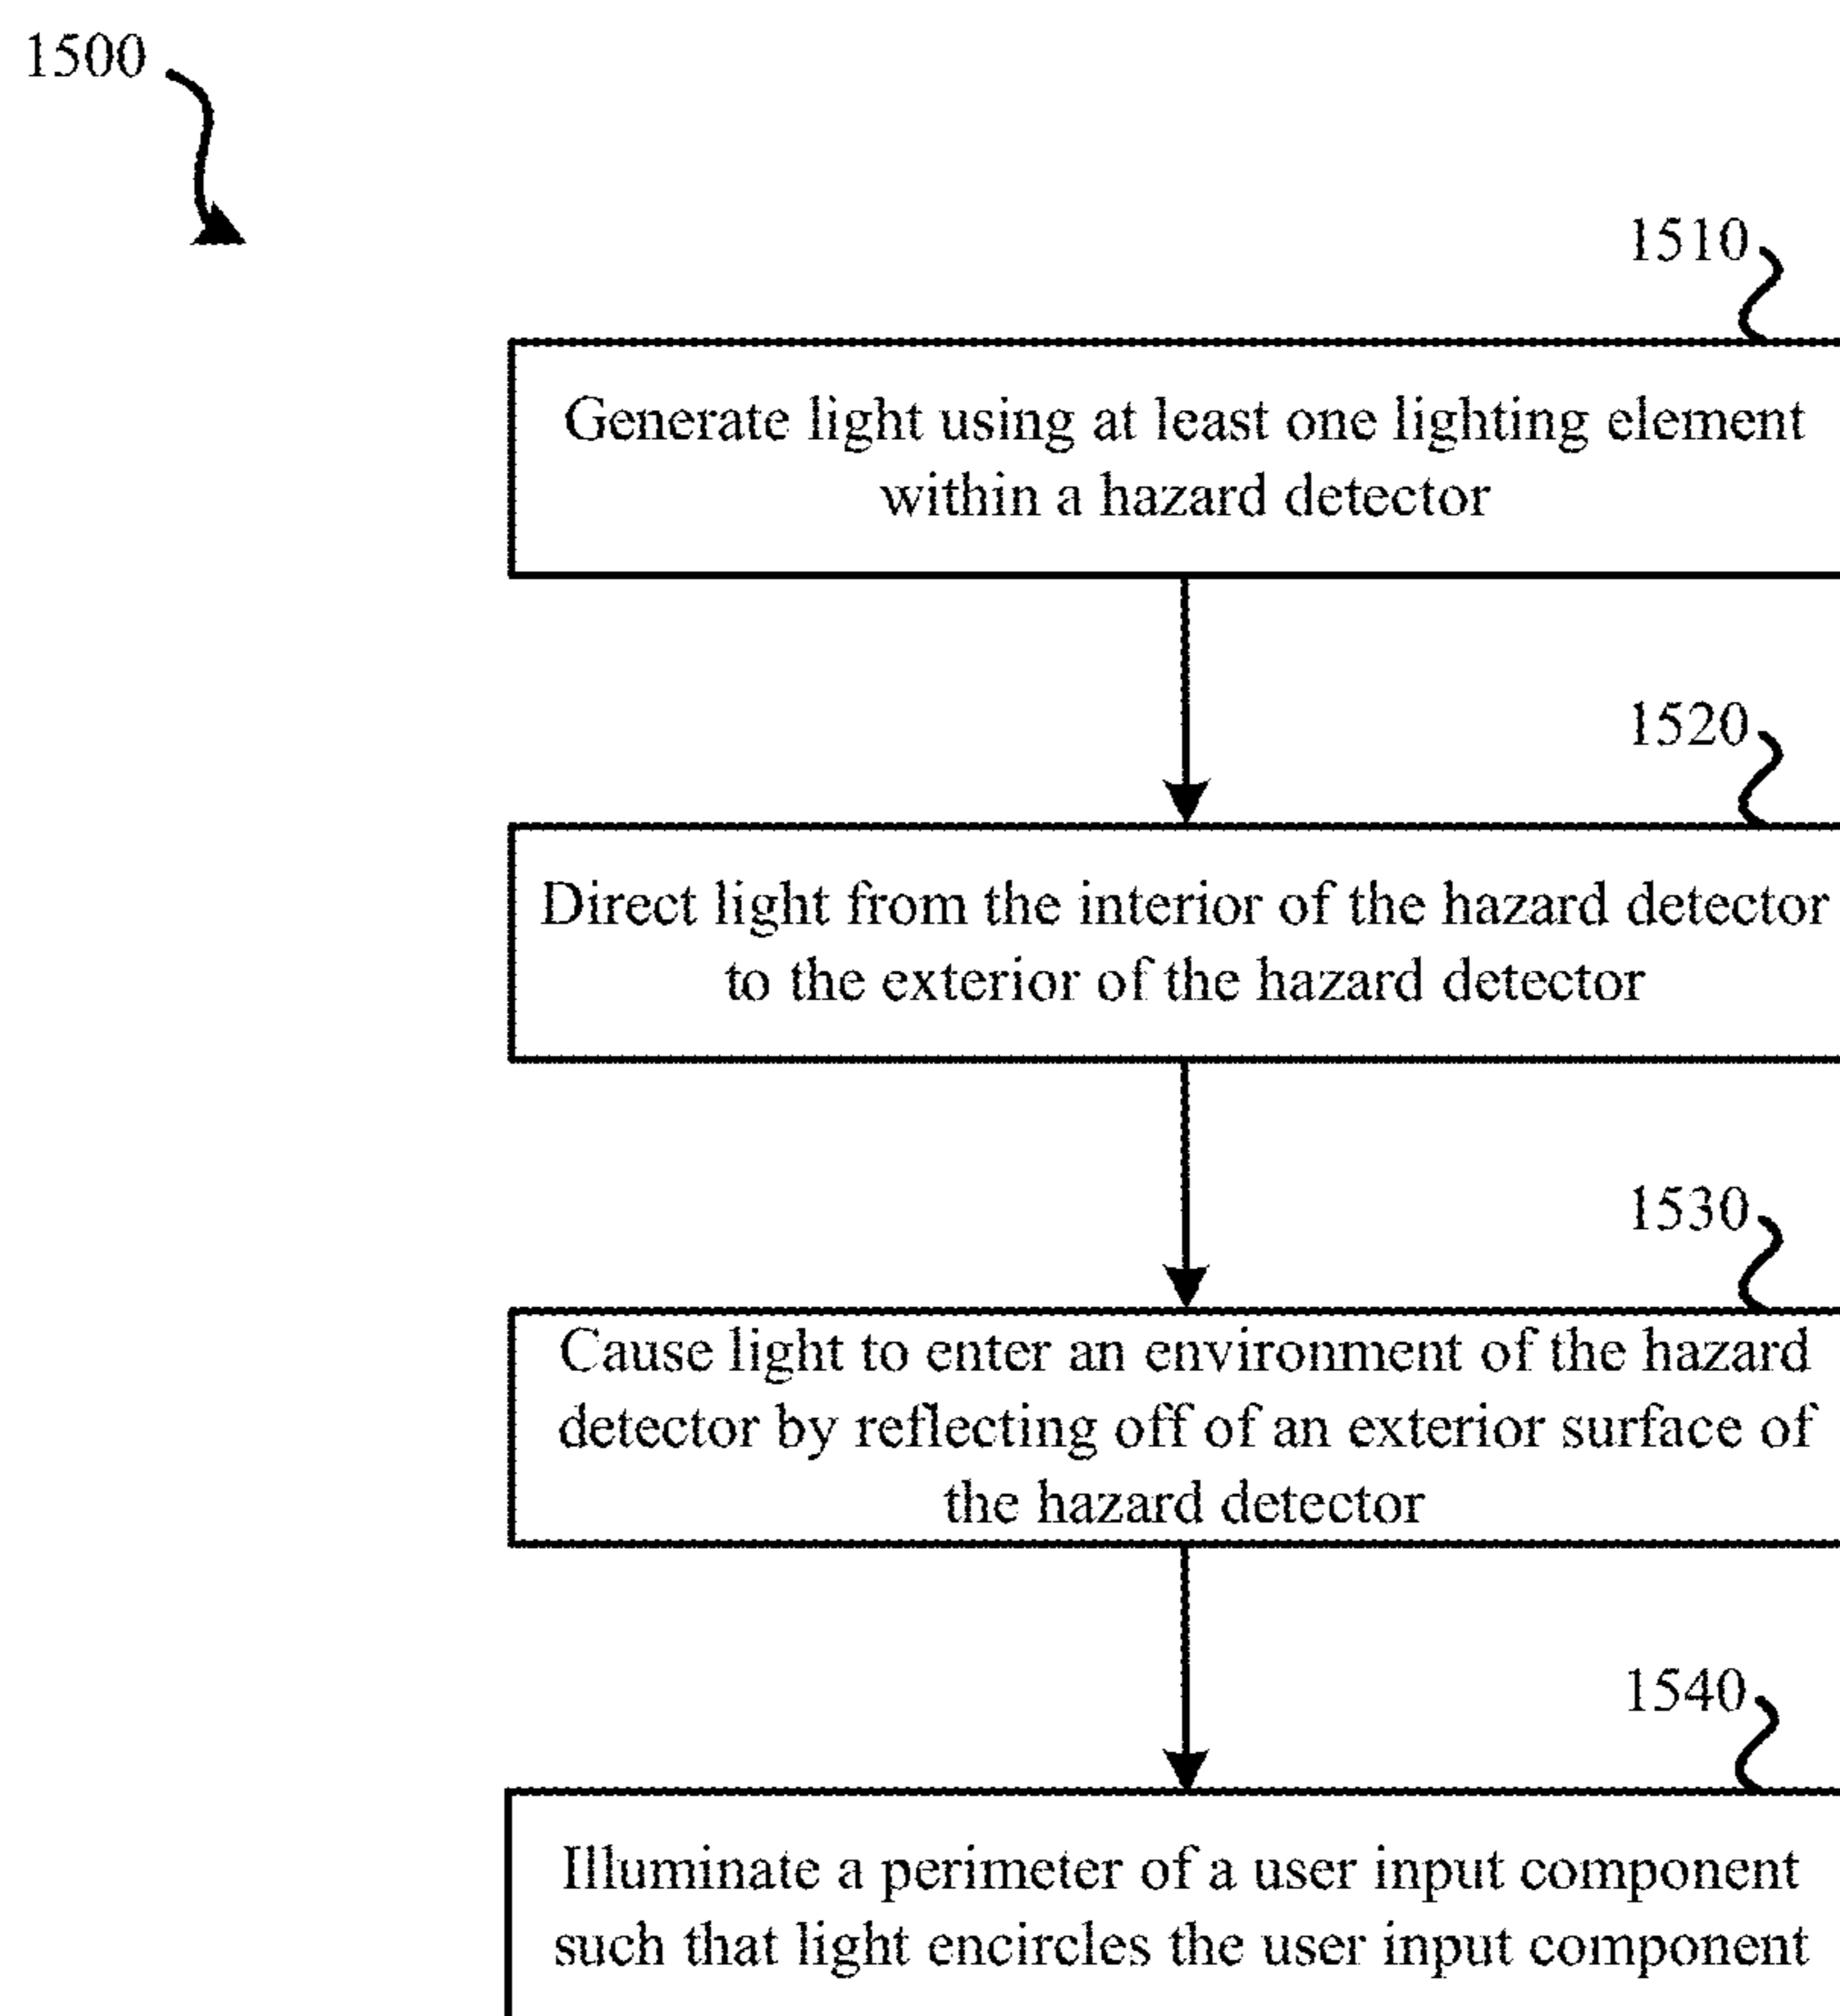 1500
1510
Generate light using at least one lighting element
within a hazard detector
1520
Direct light from the interior of the hazard detector
to the exterior of the hazard detector
1530
Cause light to enter an environment of the hazard
detector by reflecting off of an exterior surface of
the hazard detector
1540
Illuminate a perimeter of a user input component
such that light encircles the user input component